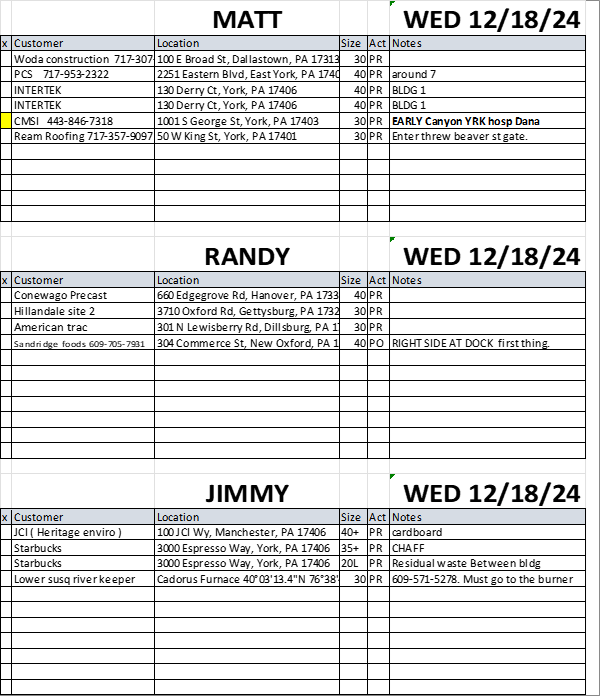 MATT WED 12/18/24
x Customer Location Size Act Notes
Woda construction 717-307 100 E Broad St, Dallastown, PA 17313 30 PR
PCS 717-953-2322 2251 Eastern Blvd, East York, PA 1740 40 PR around 7
INTERTEK 130 Derry Ct, York, PA 17406 40 PR BLDG 1
INTERTEK 130 Derry Ct, York, PA 17406 40 PR BLDG 1
CMSI 443-846-7318 1001 S George St, York, PA 17403 30 PR EARLY Canyon YRK hosp Dana
Ream Roofing 717-357-9097 50 W King St, York, PA 17401 30 PR Enter threw beaver st gate.
RANDY WED 12/18/24
x Customer Location Size Act Notes
Conewago Precast 660 Edgegrove Rd, Hanover, PA 1733 40 PR
Hillandale site 2 3710 Oxford Rd, Gettysburg, PA 1732 30 PR
American trac 301 N Lewisberry Rd, Dillsburg, PA 1 30 PR
Sandridge foods 609-705-7931 304 Commerce St, New Oxford, PA 1 40 PO RIGHT SIDE AT DOCK first thing.
JIMMY WED 12/18/24
x Customer Location Size Act Notes
JCI ( Heritage enviro ) 100 JCI Wy, Manchester, PA 17406 40+ PR cardboard
Starbucks 3000 Espresso Way, York, PA 17406 35+ PR CHAFF
Starbucks 3000 Espresso Way, York, PA 17406 20L PR Residual waste Between bldg
Lower susq river keeper Cadorus Furnace 40°03'13.4"N 76°38' 30 PR 609-571-5278. Must go to the burner